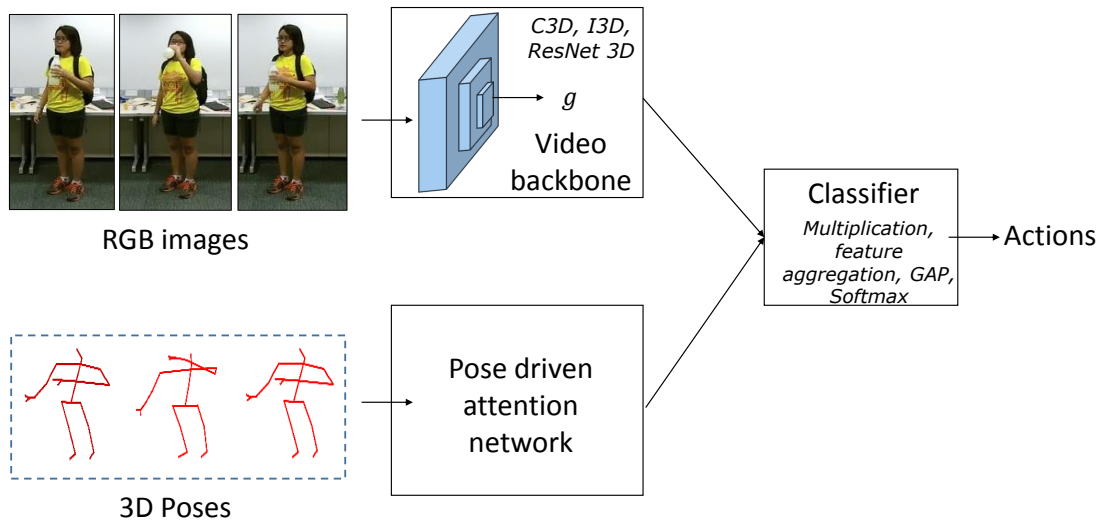 C3D, I3D,
ResNet 3D
g
Video
backbone
RGB images
Classifier
Multiplication,
feature
aggregation, GAP,
Softmax
Actions
Pose driven
attention
network
3D Poses